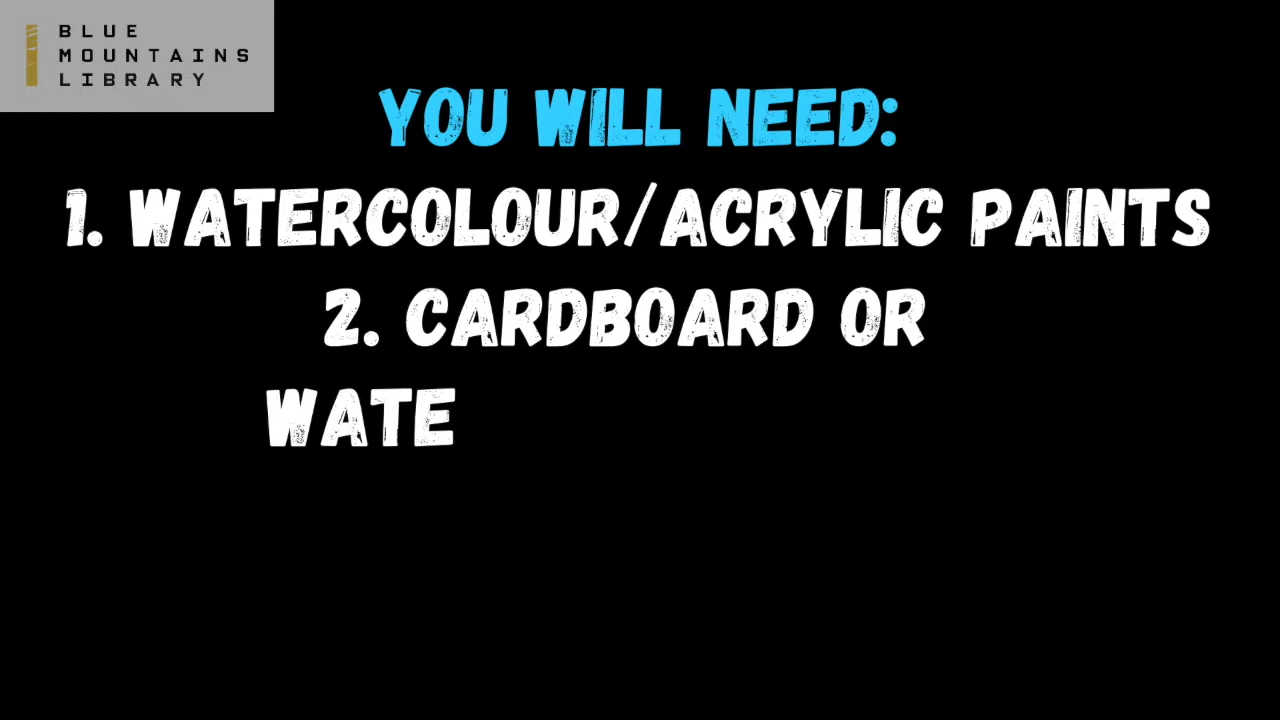 BLUE
MOUNTAINS
LIBRARY
YOU WILL NEED:
1. WATERCOLOUR/ACRYLIC PAINTS
2. CARDBOARD OR
WATE